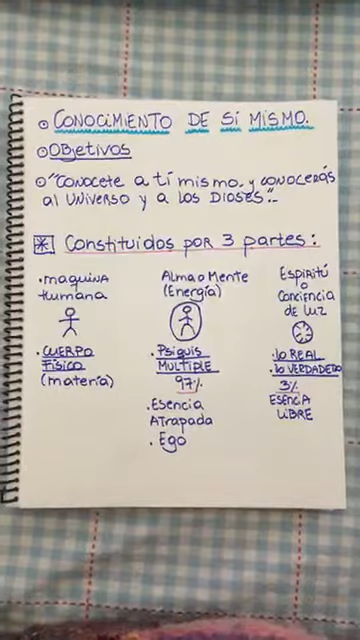 CONOCIMIENTO DE SÍ MISMO.
Objetivos
"CONOCETE a tí mismo. y CONOCERÁS
al UNIVERSO y a los DIOSES"..
Constituidos por 3 partes:
• maquina
Humana
• CUERPO
FÍSICO
(materia)
Alma o Mente
(Energía)
• Psiquis
MULTIPLE
97%
• Esencia
ATrapada
• Ego
ESPIRITÚ
o
Conciencia
de luz
• lo REAL
• lo VERDADERO
3%
ESENCIA
LIBRE